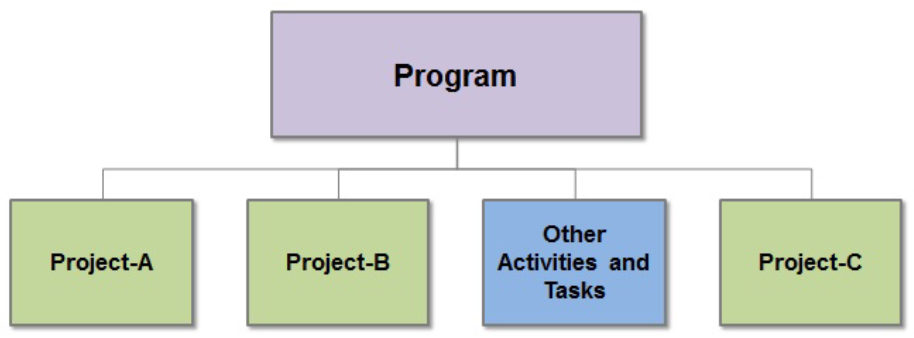 Program
Project-A
Project-B
Other
Activities and
Tasks
Project-C